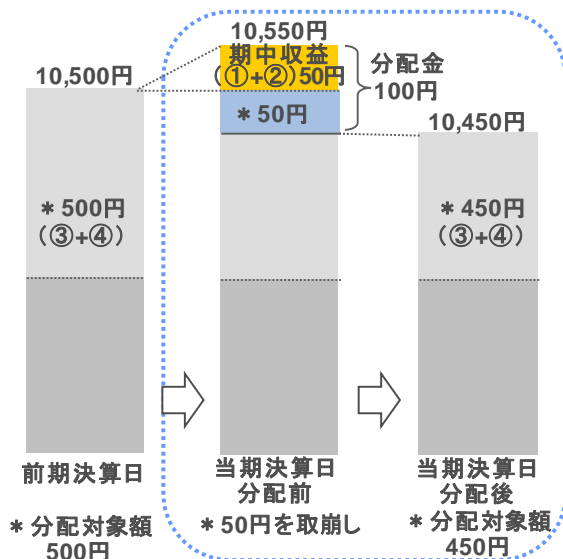 10,550円
10,500円
期中収益
(①+②)50円
分配金
100円
＊50円
10,450円
＊500円
(③+④)
＊450円
(③+④)
前期決算日
当期決算日
分配前
当期決算日
分配後
＊分配対象額
500円
＊50円を取崩し
＊分配対象額
450円